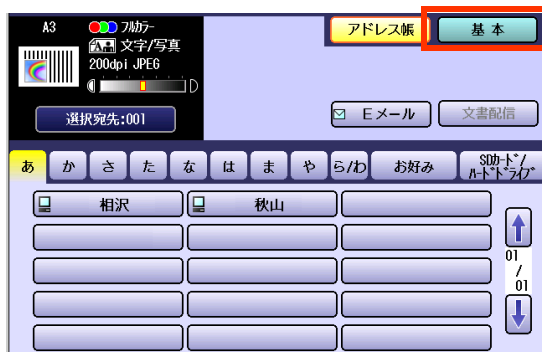 A3 フルカラー アドレス帳 基本
文字/写真
200dpi JPEG
選択宛先:001 Eメール 文書配信
あ か さ た な は ま や ら/わ お好み SDカード/
ハードドライブ
相沢 秋山
01
/
01